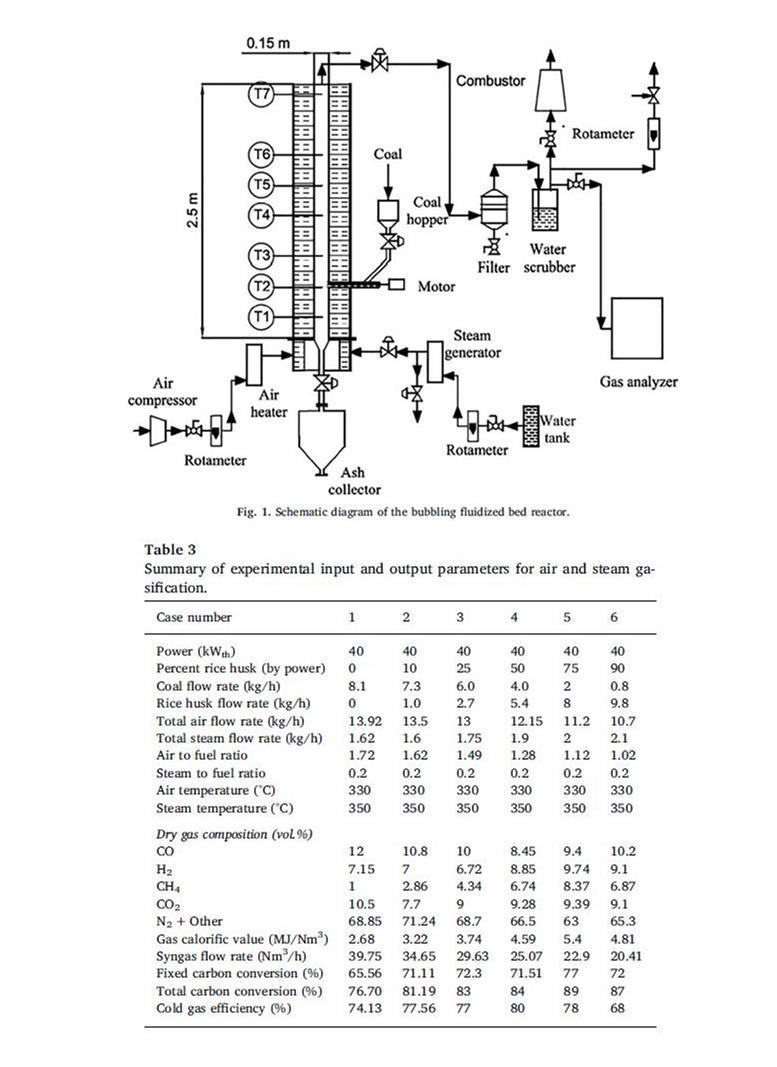 0.15 m
T7
Combustor
Rotameter
T6
Coal
T5
2.5 m
T4
Coal
hopper
T3
Filter
Water
scrubber
T2
Motor
T1
Steam
generator
Gas analyzer
Air
compressor
Air
heater
Water
tank
Rotameter
Rotameter
Ash
collector
Fig. 1. Schematic diagram of the bubbling fluidized bed reactor.
Table 3
Summary of experimental input and output parameters for air and steam ga-
sification.
Case number 1 2 3 4 5 6
Power (kWth) 40 40 40 40 40 40
Percent rice husk (by power) 0 10 25 50 75 90
Coal flow rate (kg/h) 8.1 7.3 6.0 4.0 2 0.8
Rice husk flow rate (kg/h) 0 1.0 2.7 5.4 8 9.8
Total air flow rate (kg/h) 13.92 13.5 13 12.15 11.2 10.7
Total steam flow rate (kg/h) 1.62 1.6 1.75 1.9 2 2.1
Air to fuel ratio 1.72 1.62 1.49 1.28 1.12 1.02
Steam to fuel ratio 0.2 0.2 0.2 0.2 0.2 0.2
Air temperature (°C) 330 330 330 330 330 330
Steam temperature (°C) 350 350 350 350 350 350
Dry gas composition (vol.%)
CO 12 10.8 10 8.45 9.4 10.2
H2 7.15 7 6.72 8.85 9.74 9.1
CH4 1 2.86 4.34 6.74 8.37 6.87
CO2 10.5 7.7 9 9.28 9.39 9.1
N2 + Other 68.85 71.24 68.7 66.5 63 65.3
Gas calorific value (MJ/Nm3) 2.68 3.22 3.74 4.59 5.4 4.81
Syngas flow rate (Nm3/h) 39.75 34.65 29.63 25.07 22.9 20.41
Fixed carbon conversion (%) 65.56 71.11 72.3 71.51 77 72
Total carbon conversion (%) 76.70 81.19 83 84 89 87
Cold gas efficiency (%) 74.13 77.56 77 80 78 68